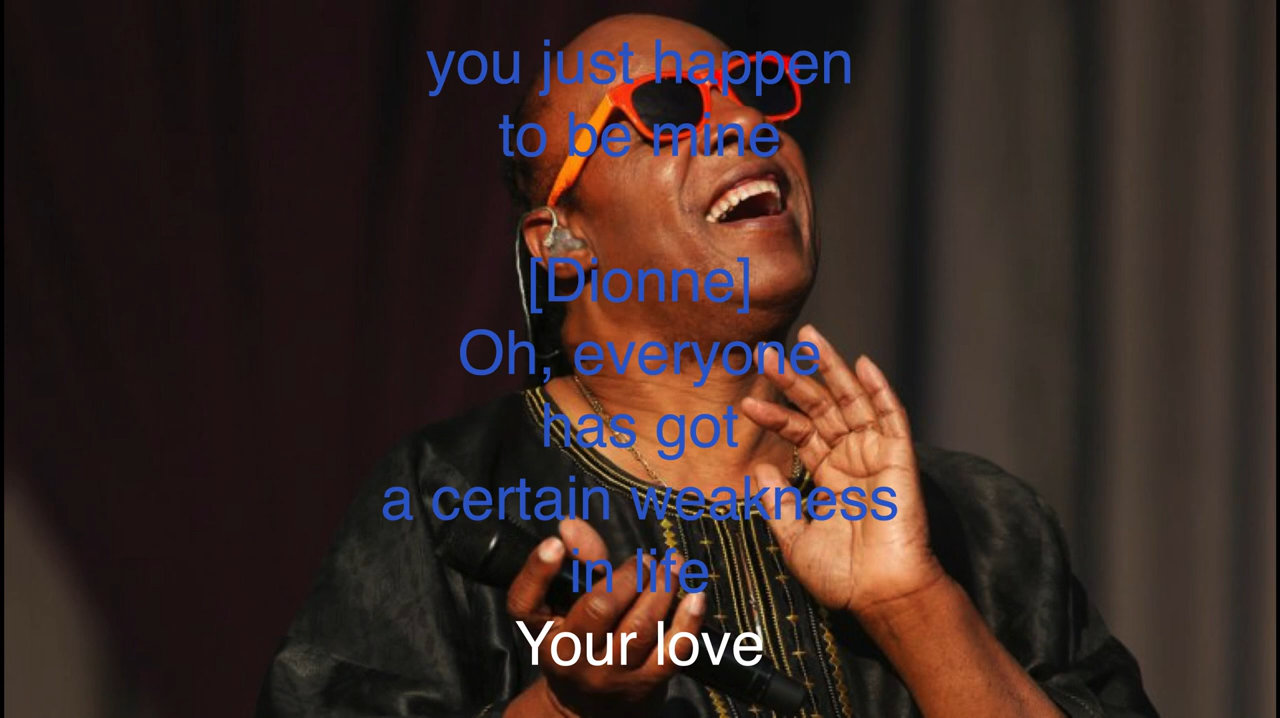 you just happen
to be mine
[Dionne]
Oh, everyone
has got
a certain weakness
in life
Your love